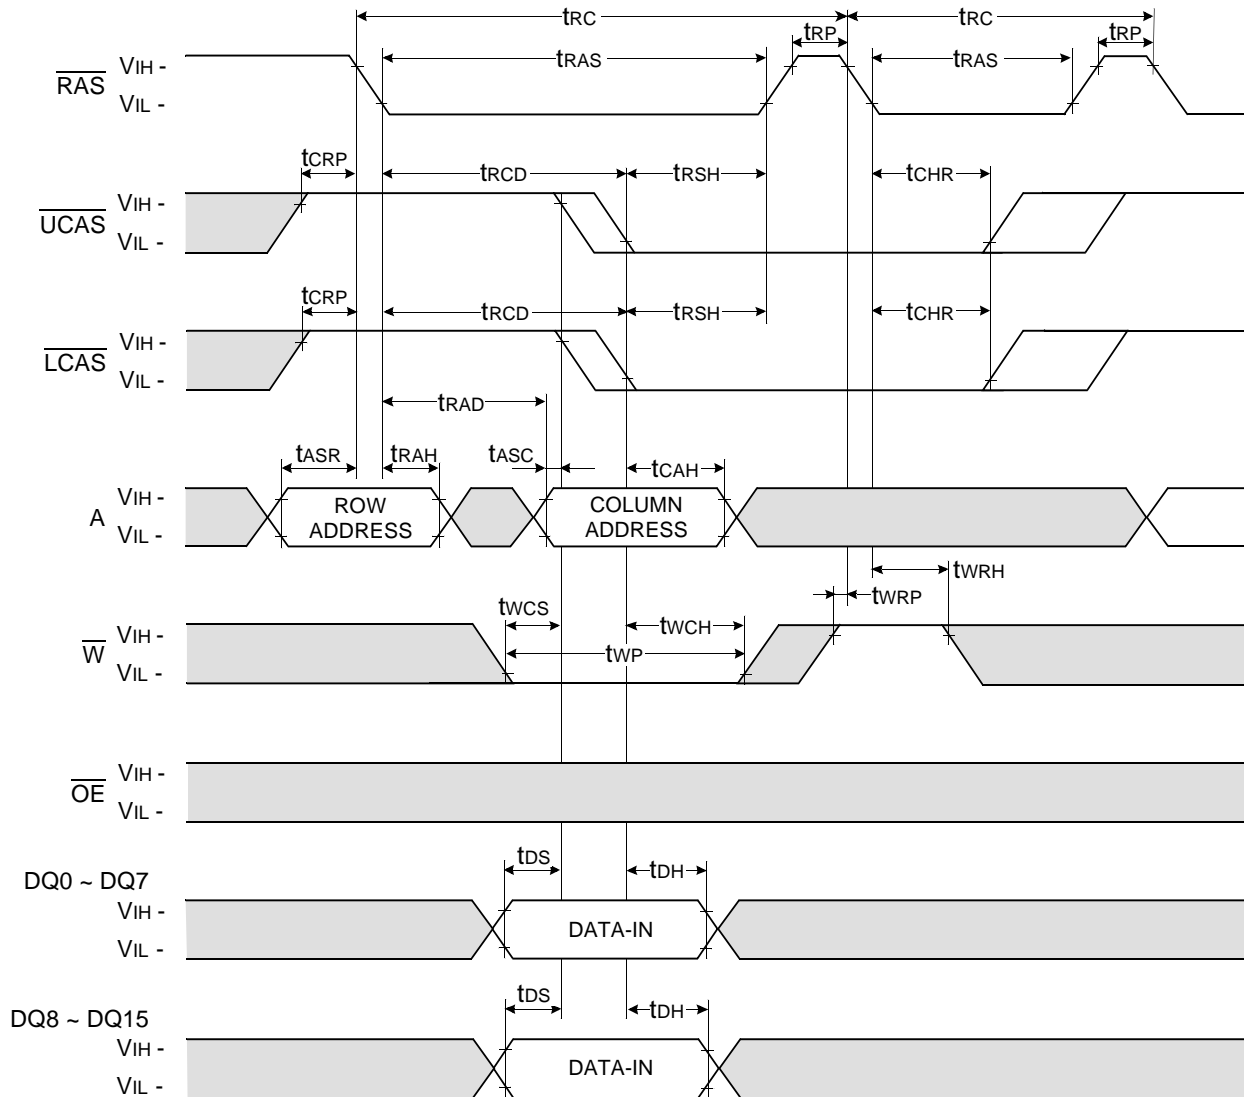 tRC tRC
tRP tRP
tRAS tRAS
RAS
VIH -
VIL -
tCRP tRCD tRSH tCHR
UCAS
VIH -
VIL -
tCRP tRCD tRSH tCHR
LCAS
VIH -
VIL -
tRAD
tASR tRAH tASC tCAH
A
VIH -
VIL -
ROW
ADDRESS
COLUMN
ADDRESS
tWRH
tWRP
tWCS
tWCH
tWP
W
VIH -
VIL -
OE
VIH -
VIL -
tDS tDH
DQ0 ~ DQ7
VIH -
VIL -
DATA-IN
tDS tDH
DQ8 ~ DQ15
VIH -
VIL -
DATA-IN